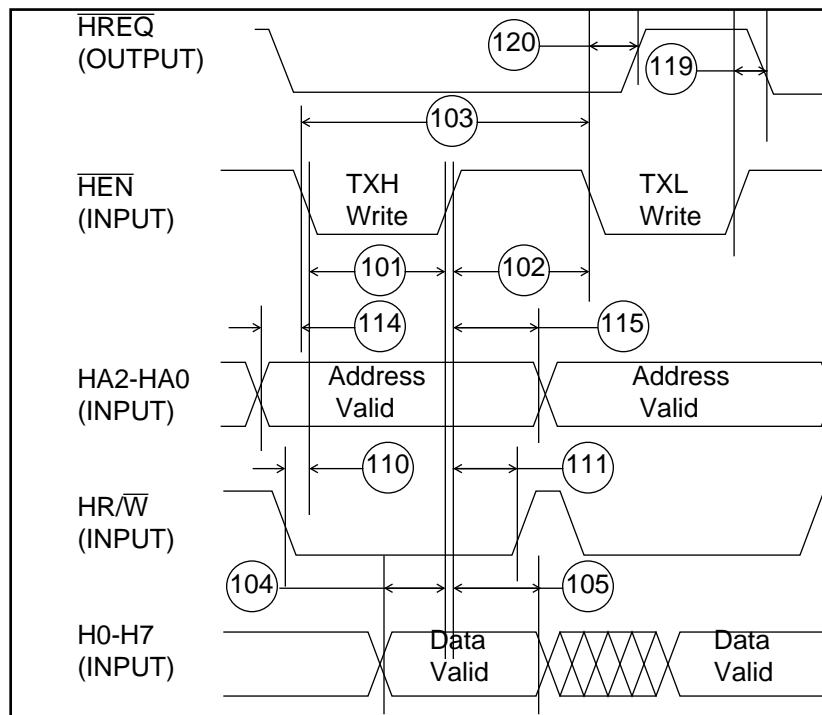 HREQ
(OUTPUT)
120
119
103
HEN
(INPUT)
TXH
Write
TXL
Write
101
102
114
115
HA2-HA0
(INPUT)
Address
Valid
Address
Valid
110
111
HR/W
(INPUT)
104
105
H0-H7
(INPUT)
Data
Valid
Data
Valid